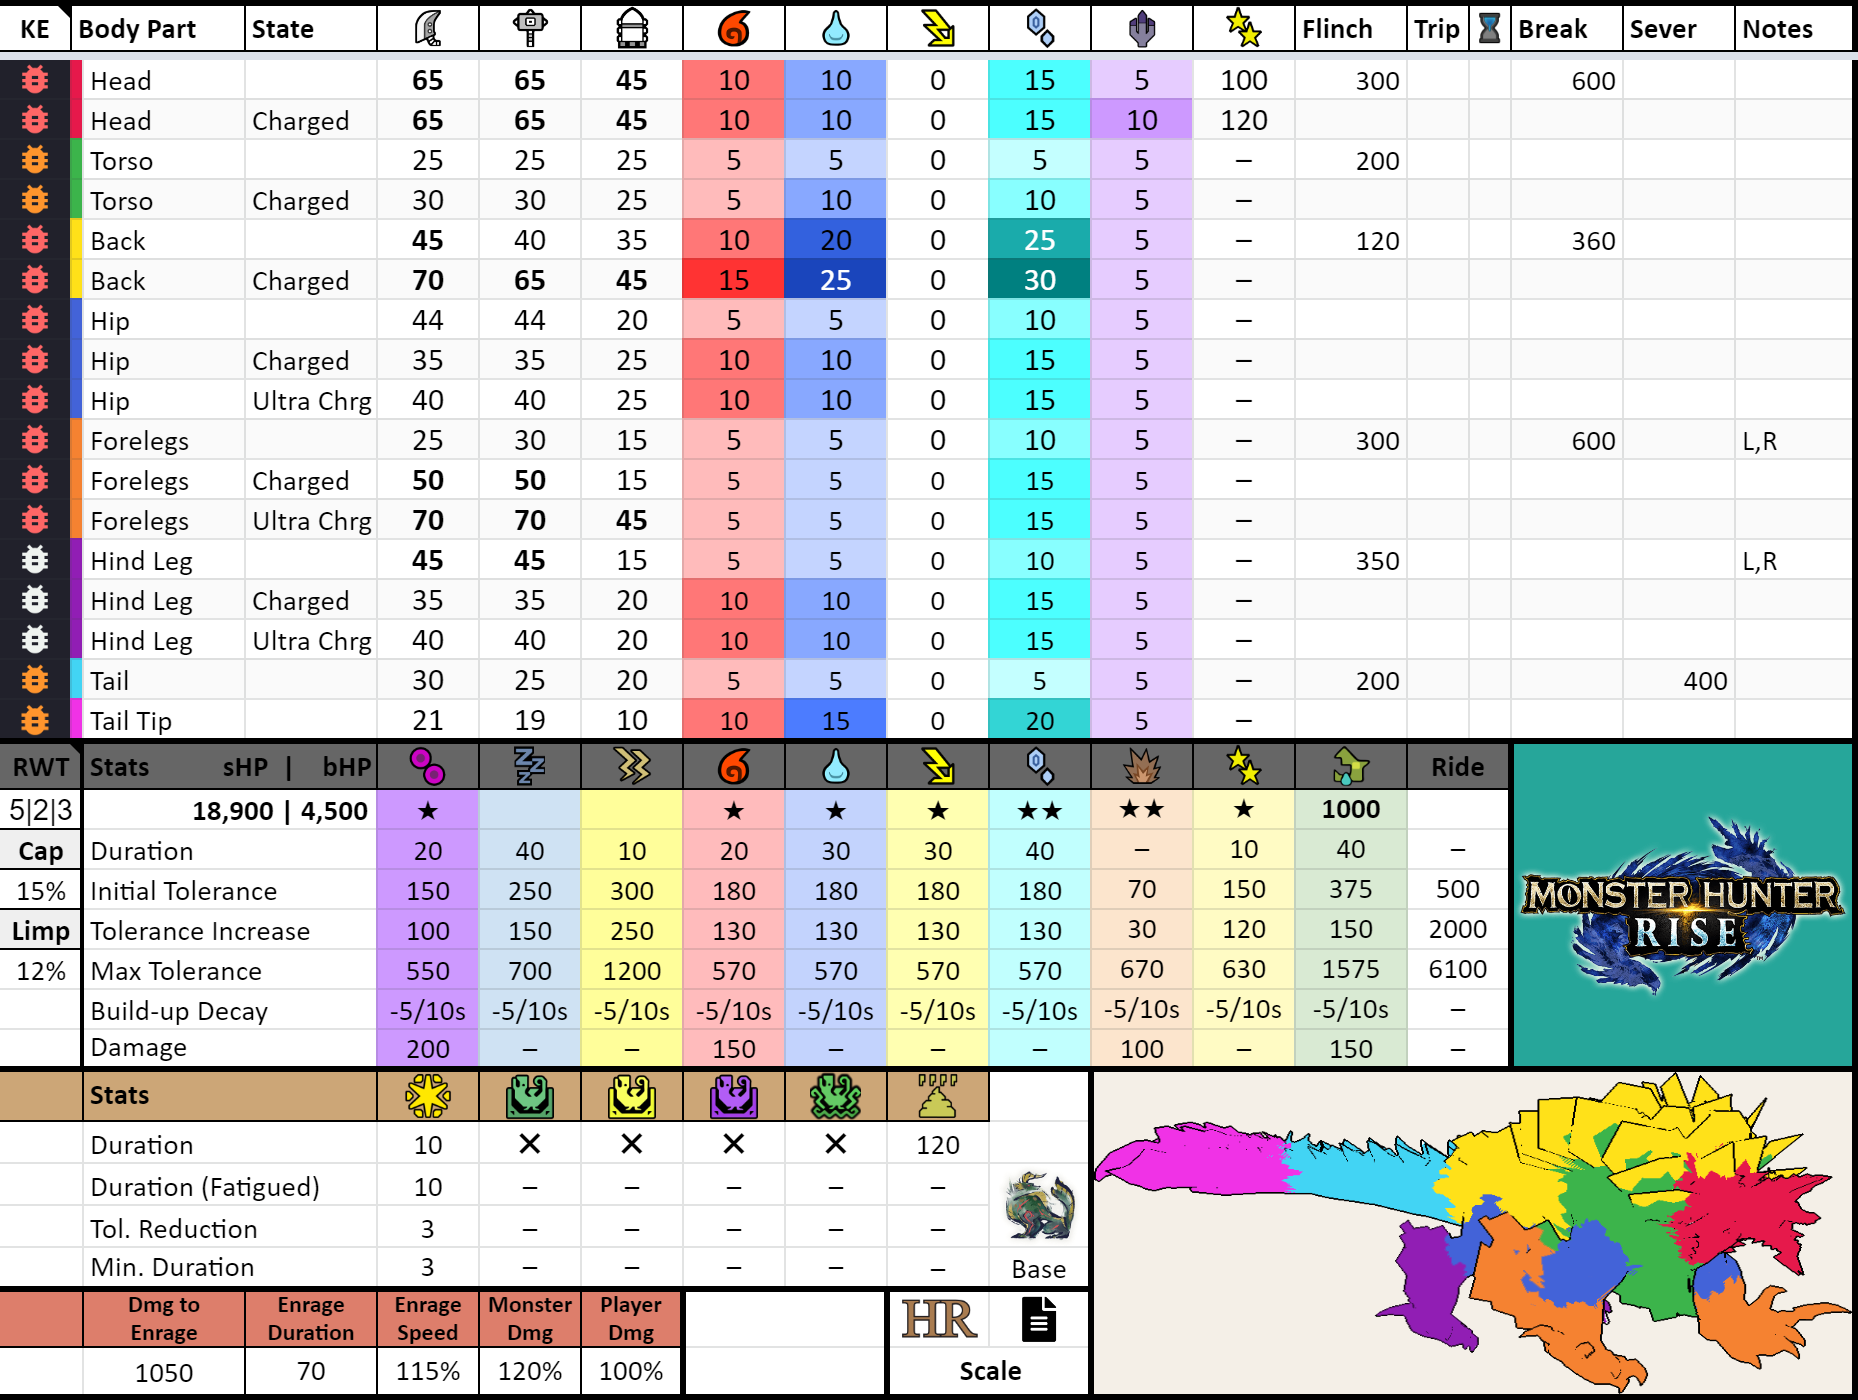 KE Body Part State Flinch Trip Break Sever Notes
Head 65 65 45 10 10 0 15 5 100 300 600
Head Charged 65 65 45 10 10 0 15 10 120
Torso 25 25 25 5 5 0 5 5 – 200
Torso Charged 30 30 25 5 10 0 10 5 –
Back 45 40 35 10 20 0 25 5 – 120 360
Back Charged 70 65 45 15 25 0 30 5 –
Hip 44 44 20 5 5 0 10 5 –
Hip Charged 35 35 25 10 10 0 15 5 –
Hip Ultra Chrg 40 40 25 10 10 0 15 5 –
Forelegs 25 30 15 5 5 0 10 5 – 300 600 L,R
Forelegs Charged 50 50 15 5 5 0 15 5 –
Forelegs Ultra Chrg 70 70 45 5 5 0 15 5 –
Hind Leg 45 45 15 5 5 0 10 5 – 350 L,R
Hind Leg Charged 35 35 20 10 10 0 15 5 –
Hind Leg Ultra Chrg 40 40 20 10 10 0 15 5 –
Tail 30 25 20 5 5 0 5 5 – 200 400
Tail Tip 21 19 10 10 15 0 20 5 –
RWT Stats sHP | bHP Ride
5|2|3 18,900 | 4,500 ★ ★ ★ ★ ★★ ★★ ★ 1000
Cap Duration 20 40 10 20 30 30 40 – 10 40 –
15% Initial Tolerance 150 250 300 180 180 180 180 70 150 375 500
Limp Tolerance Increase 100 150 250 130 130 130 130 30 120 150 2000
12% Max Tolerance 550 700 1200 570 570 570 570 670 630 1575 6100
Build-up Decay -5/10s -5/10s -5/10s -5/10s -5/10s -5/10s -5/10s -5/10s -5/10s -5/10s –
Damage 200 – – 150 – – – 100 – 150 –
MONSTER HUNTER
RISE
Stats
Duration 10 ✕ ✕ ✕ ✕ 120
Duration (Fatigued) 10 – – – – –
Tol. Reduction 3 – – – – –
Min. Duration 3 – – – – –
Base
Dmg to Enrage Enrage Duration Enrage Speed Monster Dmg Player Dmg HR
1050 70 115% 120% 100% Scale